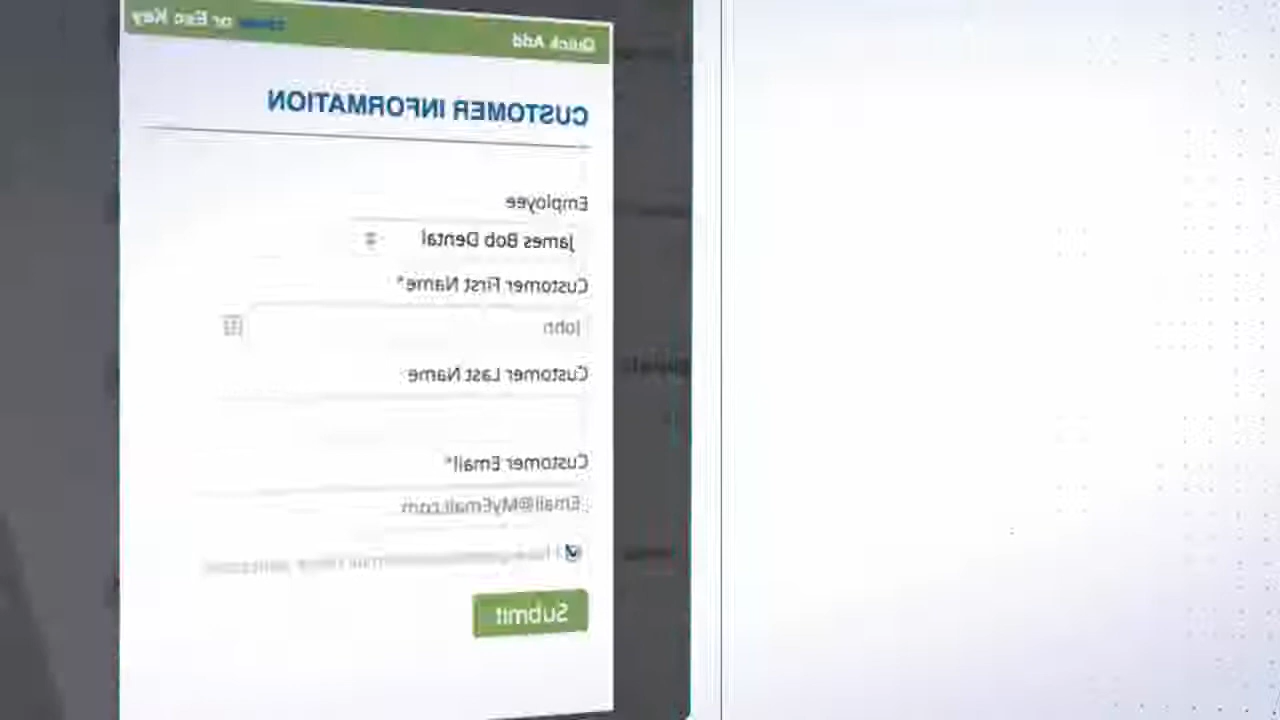 Quick Add
or Esc Key
CUSTOMER INFORMATION
Employee
James Bob Dental
Customer First Name*
John
Customer Last Name
Customer Email*
Email@MyEmail.com
Submit